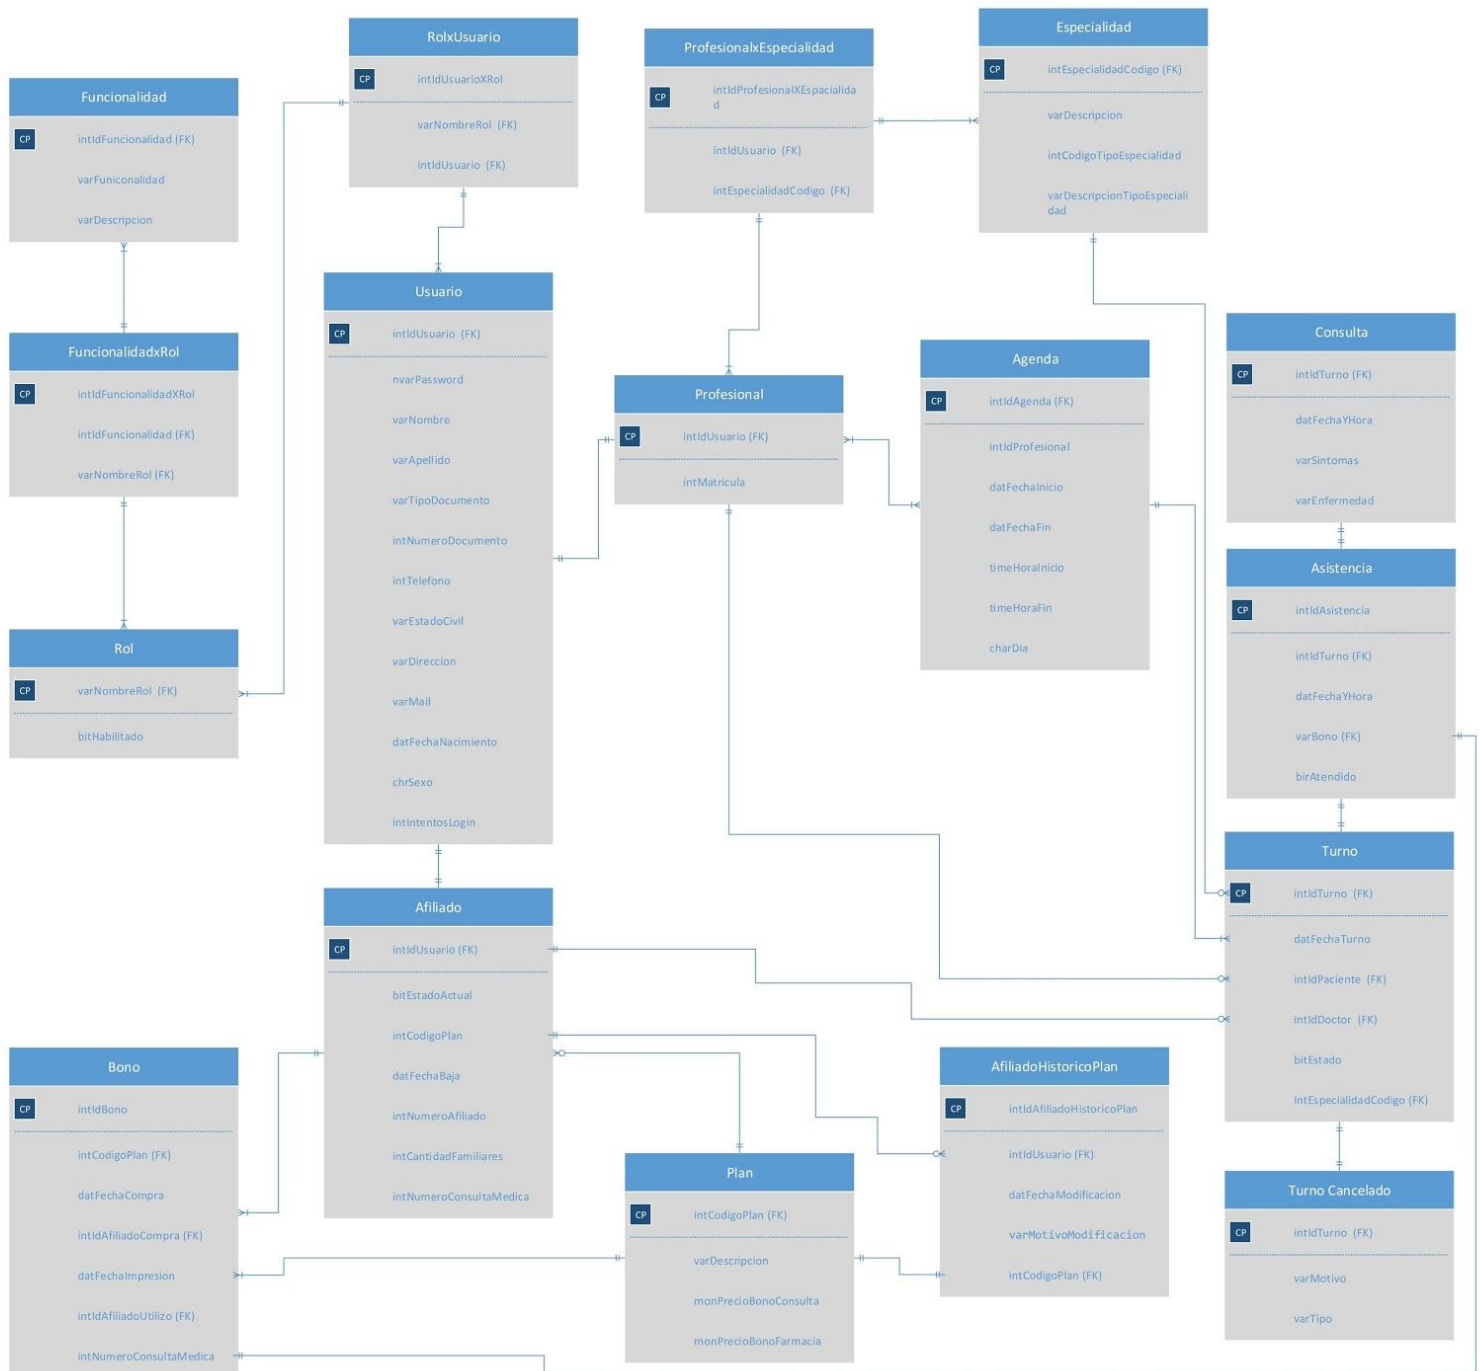 RolxUsuario
CP
intIdUsuarioXRol
varNombreRol (FK)
intIdUsuario (FK)
ProfesionalxEspecialidad
CP
intIdProfesionalXEspacialida
d
intIdUsuario (FK)
intEspecialidadCodigo (FK)
Especialidad
CP
intEspecialidadCodigo (FK)
varDescripcion
intCodigoTipoEspecialidad
varDescripcionTipoEspeciali
dad
Funcionalidad
CP
intIdFuncionalidad (FK)
varFuniconalidad
varDescripcion
Usuario
CP
intIdUsuario (FK)
nvarPassword
varNombre
varApellido
varTipoDocumento
intNumeroDocumento
intTelefono
varEstadoCivil
varDireccion
varMail
datFechaNacimiento
chrSexo
intIntentosLogin
Consulta
CP
intIdTurno (FK)
datFechaYHora
varSintomas
varEnfermedad
FuncionalidadxRol
CP
intIdFuncionalidadXRol
intIdFuncionalidad (FK)
varNombreRol (FK)
Profesional
CP
intIdUsuario (FK)
intMatricula
Agenda
CP
intIdAgenda (FK)
intIdProfesional
datFechaInicio
datFechaFin
timeHoraInicio
timeHoraFin
charDia
Asistencia
CP
intIdAsistencia
intIdTurno (FK)
datFechaYHora
varBono (FK)
birAtendido
Rol
CP
varNombreRol (FK)
bitHabilitado
Turno
CP
intIdTurno (FK)
datFechaTurno
intIdPaciente (FK)
intIdDoctor (FK)
bitEstado
IntEspecialidadCodigo (FK)
Afiliado
CP
intIdUsuario (FK)
bitEstadoActual
intCodigoPlan
datFechaBaja
intNumeroAfiliado
intCantidadFamiliares
intNumeroConsultaMedica
Bono
CP
intIdBono
intCodigoPlan (FK)
datFechaCompra
intIdAfiliadoCompra (FK)
datFechaImpresion
intIdAfiliadoUtilizo (FK)
intNumeroConsultaMedica
AfiliadoHistoricoPlan
CP
intIdAfiliadoHistoricoPlan
intIdUsuario (FK)
datFechaModificacion
varMotivoModificacion
intCodigoPlan (FK)
Plan
CP
intCodigoPlan (FK)
varDescripcion
monPrecioBonoConsulta
monPrecioBonoFarmacia
Turno Cancelado
CP
intIdTurno (FK)
varMotivo
varTipo